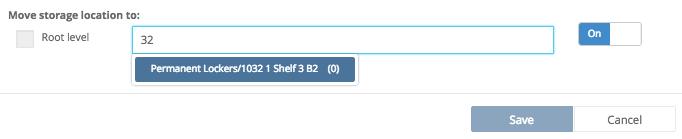 Move storage location to:
Root level
32
On
Permanent Lockers/1032 1 Shelf 3 B2 (0)
Save
Cancel